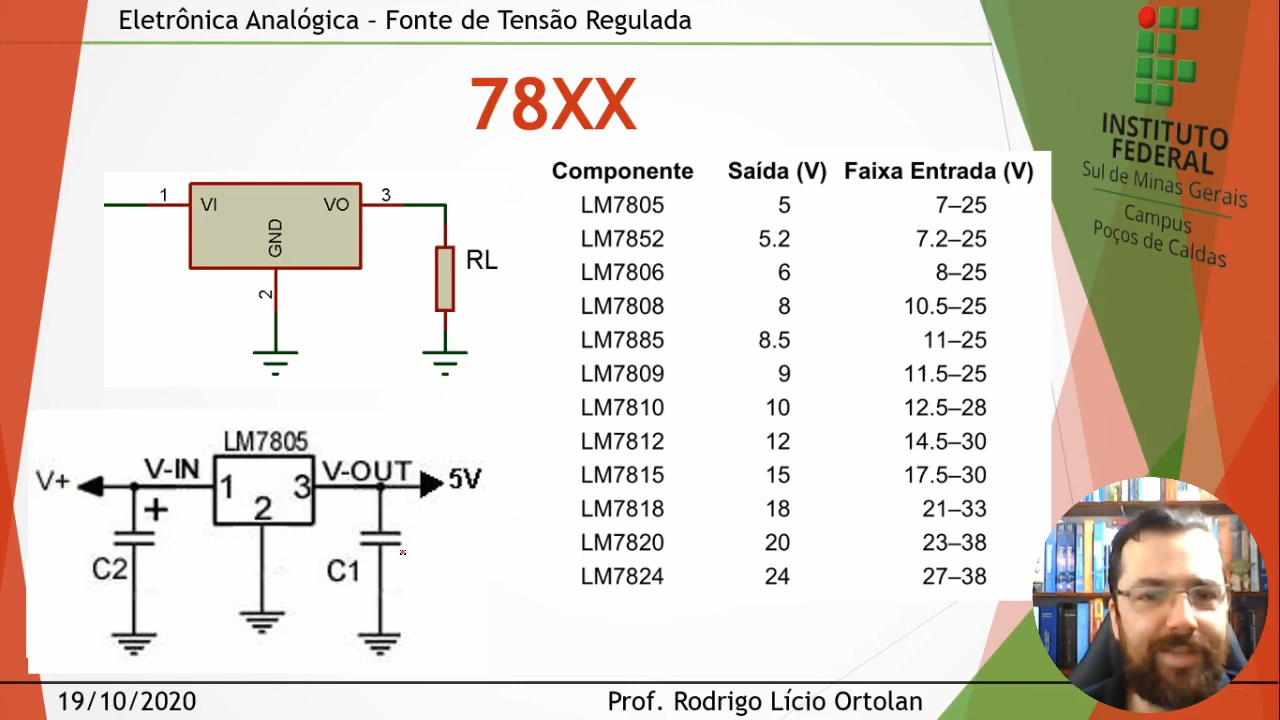 Eletrônica Analógica – Fonte de Tensão Regulada
78XX
INSTITUTO
FEDERAL
Sul de Minas Gerais
Campus
Poços de Caldas
1
VI
VO
3
GND
2
RL
Componente Saída (V) Faixa Entrada (V)
LM7805 5 7–25
LM7852 5.2 7.2–25
LM7806 6 8–25
LM7808 8 10.5–25
LM7885 8.5 11–25
LM7809 9 11.5–25
LM7810 10 12.5–28
LM7812 12 14.5–30
LM7815 15 17.5–30
LM7818 18 21–33
LM7820 20 23–38
LM7824 24 27–38
LM7805
V+ V-IN 1 3 V-OUT 5V
+ 2
C2 C1
19/10/2020 Prof. Rodrigo Lício Ortolan